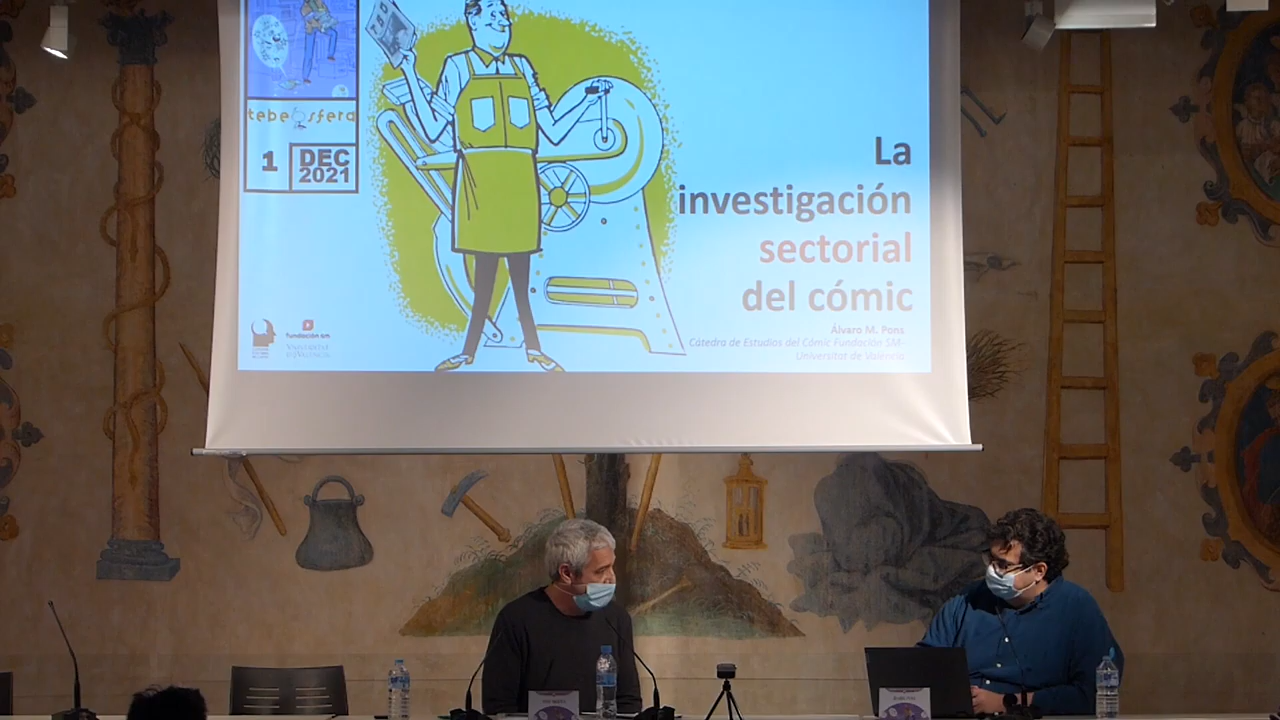 tebeosfera
1 DEC
2021
La
investigación
sectorial
del cómic
Álvaro M. Pons
Cátedra de Estudios del Cómic Fundación SM-
Universitat de València
fundación sm